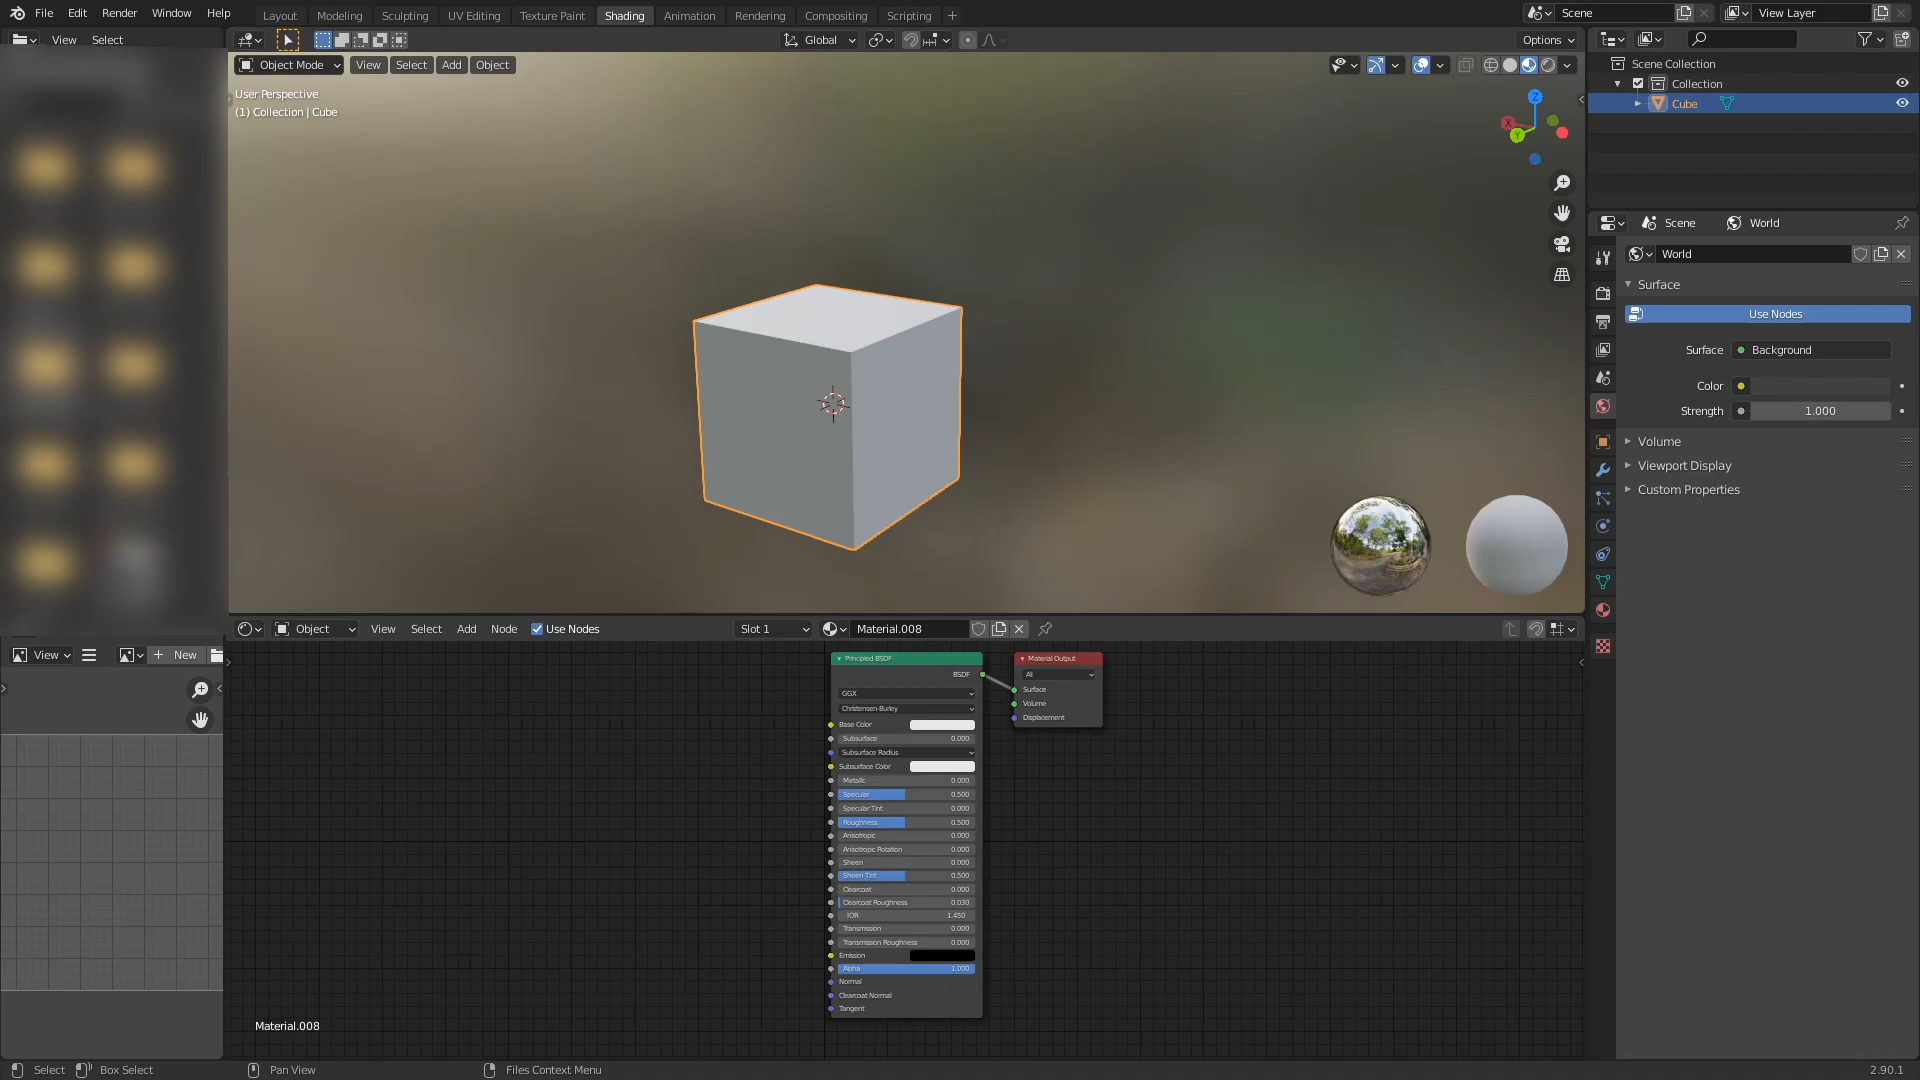 File Edit Render Window Help
Layout Modeling Sculpting UV Editing Texture Paint Shading Animation Rendering Compositing Scripting +
Scene
View Layer
View Select
Global
Options
Object Mode View Select Add Object
User Perspective
(1) Collection | Cube
Z
X
Y
Scene Collection
Collection
Cube
Scene World
World
Surface
Use Nodes
Surface Background
Color
Strength 1.000
Volume
Viewport Display
Custom Properties
Object View Select Add Node Use Nodes Slot 1 Material.008
View + New
Principled BSDF
BSDF
GGX
Christensen-Burley
Base Color
Subsurface 0.000
Subsurface Radius
Subsurface Color
Metallic 0.000
Specular 0.500
Specular Tint 0.000
Roughness 0.500
Anisotropic 0.000
Anisotropic Rotation 0.000
Sheen 0.000
Sheen Tint 0.500
Clearcoat 0.000
Clearcoat Roughness 0.030
IOR 1.450
Transmission 0.000
Transmission Roughness 0.000
Emission
Alpha 1.000
Normal
Clearcoat Normal
Tangent
Material Output
All
Surface
Volume
Displacement
Material.008
Select Box Select Pan View Files Context Menu 2.90.1